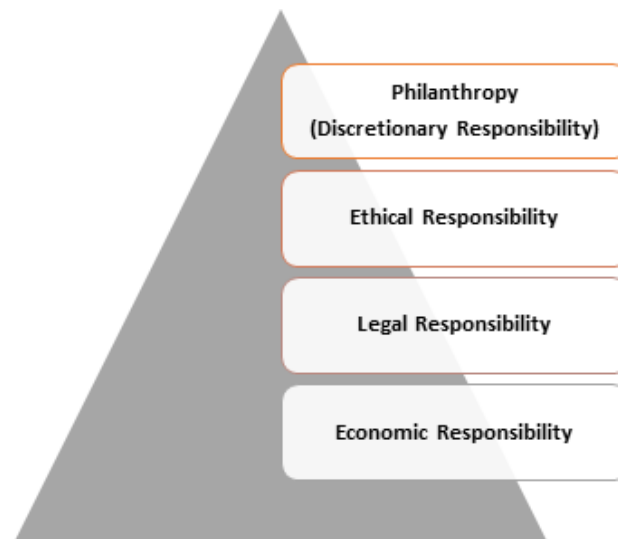 Philanthropy
(Discretionary Responsibility)
Ethical Responsibility
Legal Responsibility
Economic Responsibility